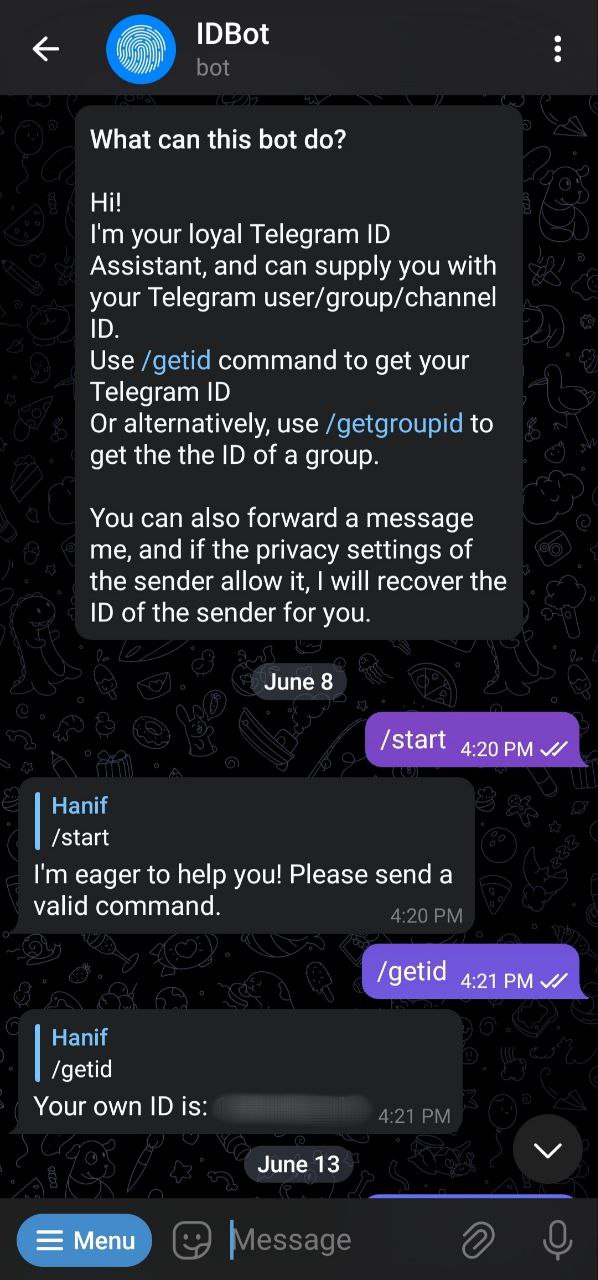 IDBot
bot
What can this bot do?
Hi!
I'm your loyal Telegram ID
Assistant, and can supply you with
your Telegram user/group/channel
ID.
Use /getid command to get your
Telegram ID
Or alternatively, use /getgroupid to
get the the ID of a group.
You can also forward a message
me, and if the privacy settings of
the sender allow it, I will recover the
ID of the sender for you.
June 8
/start 4:20 PM
Hanif
/start
I'm eager to help you! Please send a
valid command.
4:20 PM
/getid 4:21 PM
Hanif
/getid
Your own ID is: 4:21 PM
June 13
Menu Message